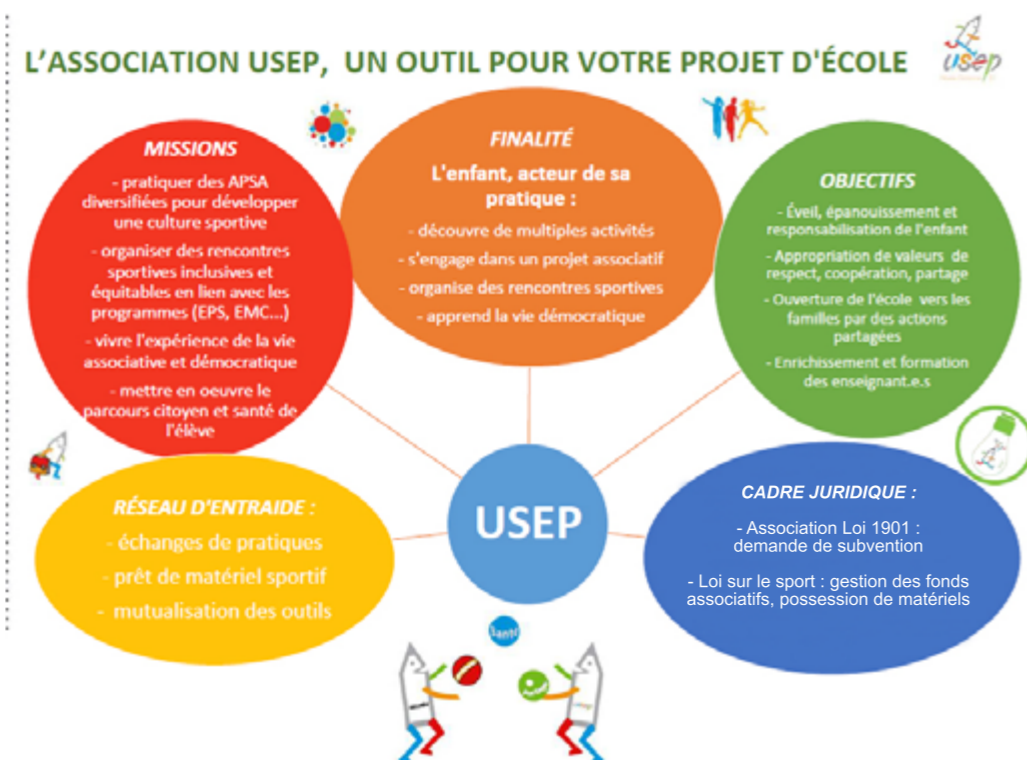 L'ASSOCIATION USEP, UN OUTIL POUR VOTRE PROJET D'ÉCOLE
usep
MISSIONS
- pratiquer des APSA
diversifiées pour développer
une culture sportive
- organiser des rencontres
sportives inclusives et
équitables en lien avec les
programmes (EPS, EMC...)
- vivre l'expérience de la vie
associative et démocratique
- mettre en oeuvre le
parcours citoyen et santé de
l'élève
FINALITÉ
L'enfant, acteur de sa
pratique :
- découvre de multiples activités
- s'engage dans un projet associatif
- organise des rencontres sportives
- apprend la vie démocratique
OBJECTIFS
- Éveil, épanouissement et
responsabilisation de l'enfant
- Appropriation de valeurs de
respect, coopération, partage
- Ouverture de l'école vers les
familles par des actions
partagées
- Enrichissement et formation
des enseignant.e.s
RÉSEAU D'ENTRAIDE :
- échanges de pratiques
- prêt de matériel sportif
- mutualisation des outils
USEP
CADRE JURIDIQUE :
- Association Loi 1901 :
demande de subvention
- Loi sur le sport : gestion des fonds
associatifs, possession de matériels
Santé